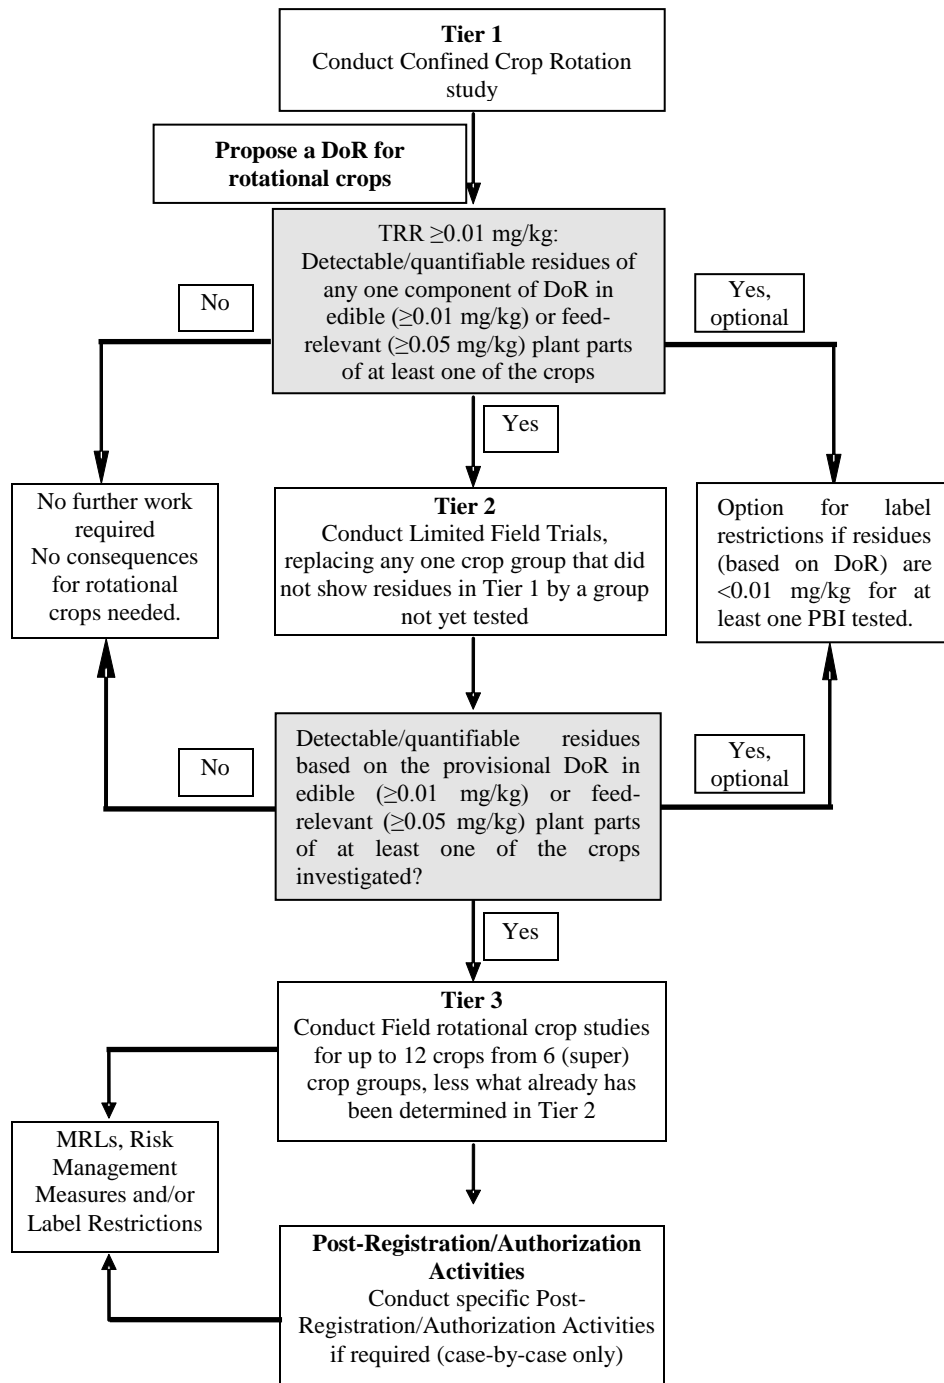 Tier 1
Conduct Confined Crop Rotation
study
Propose a DoR for
rotational crops
TRR ≥0.01 mg/kg:
Detectable/quantifiable residues of
any one component of DoR in
edible (≥0.01 mg/kg) or feed-
relevant (≥0.05 mg/kg) plant parts
of at least one of the crops
No
Yes,
optional
Yes
No further work
required
No consequences
for rotational
crops needed.
Tier 2
Conduct Limited Field Trials,
replacing any one crop group that did
not show residues in Tier 1 by a group
not yet tested
Option for label
restrictions if residues
(based on DoR) are
<0.01 mg/kg for at
least one PBI tested.
Detectable/quantifiable residues
based on the provisional DoR in
edible (≥0.01 mg/kg) or feed-
relevant (≥0.05 mg/kg) plant parts
of at least one of the crops
investigated?
No
Yes,
optional
Yes
Tier 3
Conduct Field rotational crop studies
for up to 12 crops from 6 (super)
crop groups, less what already has
been determined in Tier 2
MRLs, Risk
Management
Measures and/or
Label Restrictions
Post-Registration/Authorization
Activities
Conduct specific Post-
Registration/Authorization Activities
if required (case-by-case only)